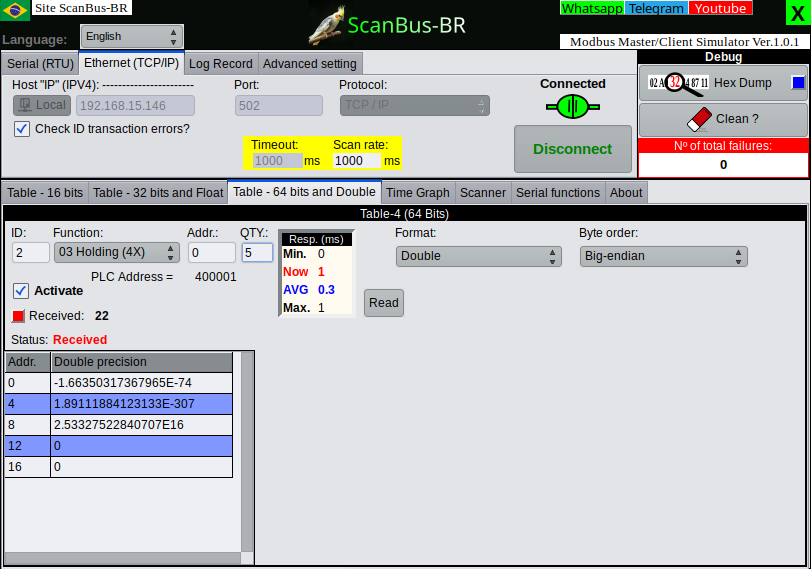 Site ScanBus-BR
Whatsapp Telegram Youtube
X
Language: English
ScanBus-BR
Modbus Master/Client Simulator Ver.1.0.1
Serial (RTU) Ethernet (TCP/IP) Log Record Advanced setting
Debug
Host "IP" (IPV4): ------------------------
Port:
Protocol:
Connected
Local 192.168.15.146 502 TCP / IP
Hex Dump
Check ID transaction errors?
Clean ?
Timeout: Scan rate:
1000 ms 1000 ms
Disconnect
Nº of total failures:
0
Table - 16 bits Table - 32 bits and Float Table - 64 bits and Double Time Graph Scanner Serial functions About
Table-4 (64 Bits)
ID: Function: Addr.: QTY.: Resp. (ms) Format: Byte order:
2 03 Holding (4X) 0 5 Min. 0 Double Big-endian
PLC Address = 400001 Now 1
Activate AVG 0.3
Max. 1 Read
Received: 22
Status: Received
Addr. Double precision
0 -1.66350317367965E-74
4 1.89111884123133E-307
8 2.53327522840707E16
12 0
16 0